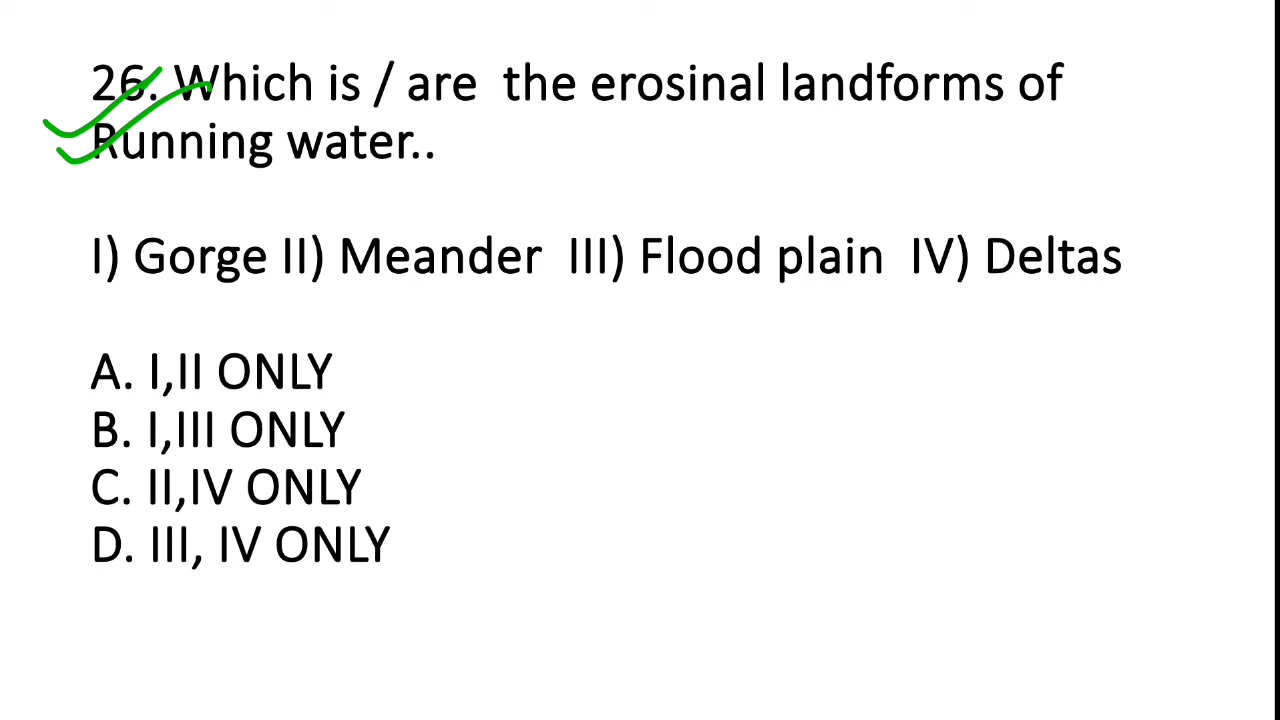 26. Which is / are the erosinal landforms of
Running water..
I) Gorge II) Meander III) Flood plain IV) Deltas
A. I,II ONLY
B. I,III ONLY
C. II,IV ONLY
D. III, IV ONLY